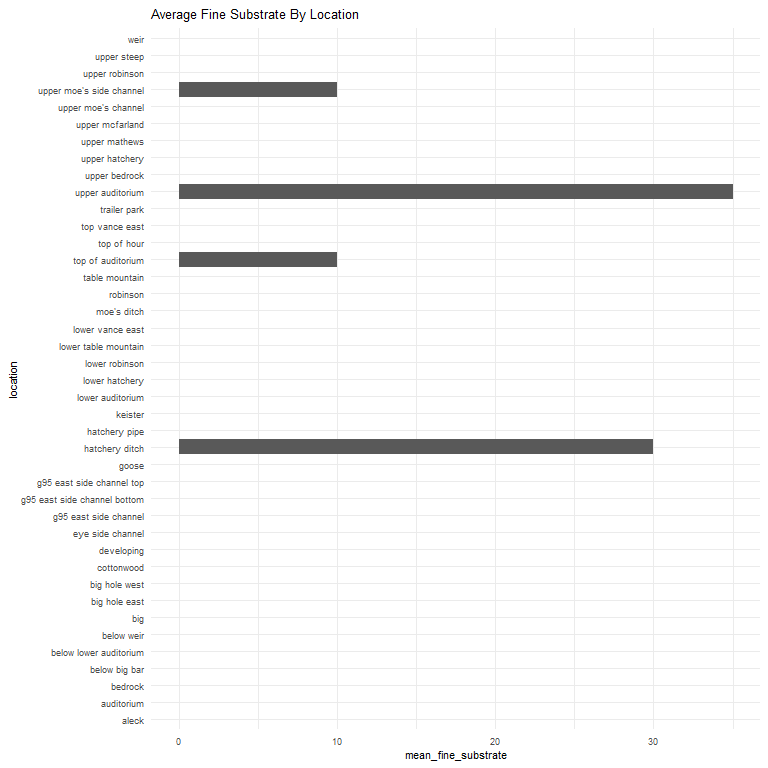 Average Fine Substrate By Location
weir
upper steep
upper robinson
upper moe's side channel
upper moe's channel
upper mcfarland
upper mathews
upper hatchery
upper bedrock
upper auditorium
trailer park
top vance east
top of hour
top of auditorium
table mountain
robinson
moe's ditch
lower vance east
lower table mountain
lower robinson
lower hatchery
lower auditorium
keister
hatchery pipe
hatchery ditch
goose
g95 east side channel top
g95 east side channel bottom
g95 east side channel
eye side channel
developing
cottonwood
big hole west
big hole east
big
below weir
below lower auditorium
below big bar
bedrock
auditorium
aleck
location
0 10 20 30
mean_fine_substrate